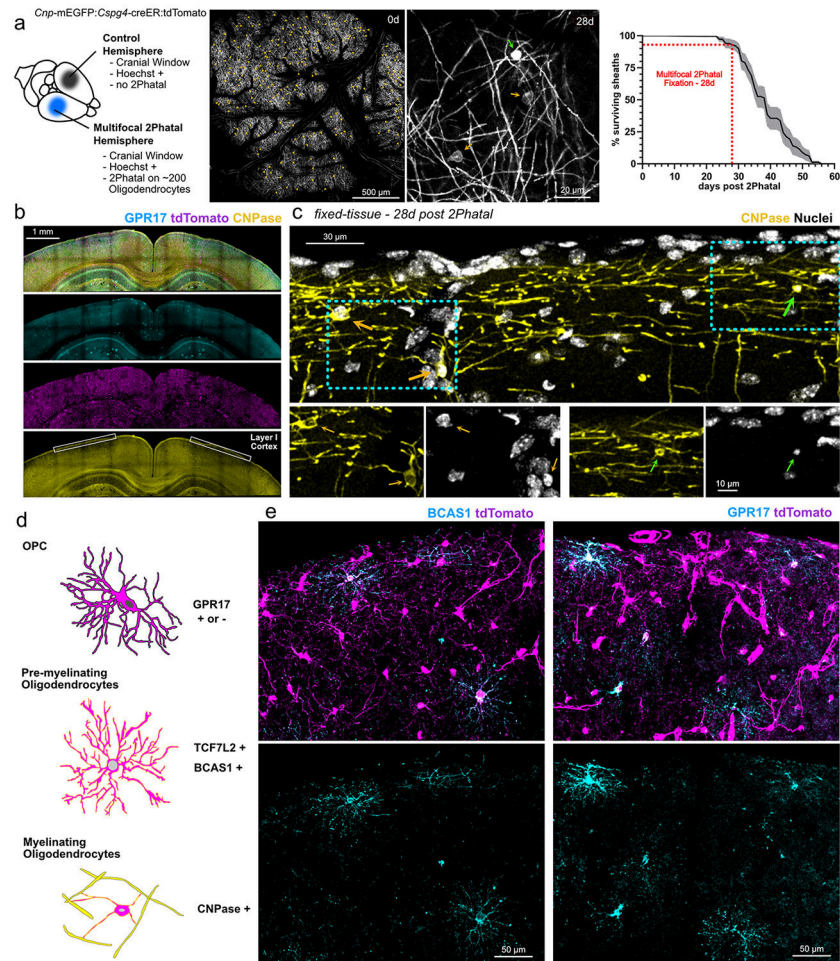 a
Cnp-mEGFP:Cspg4-creER:tdTomato
Control
Hemisphere
- Cranial Window
- Hoechst +
- no 2Phatal
Multifocal 2Phatal
Hemisphere
- Cranial Window
- Hoechst +
- 2Phatal on ~200
Oligodendrocytes
0d
500 µm
28d
20 µm
% surviving sheaths
100
75
50
25
0
Multifocal 2Phatal
Fixation - 28d
0 10 20 30 40 50 60
days post 2Phatal
b
GPR17 tdTomato CNPase
1 mm
Layer I
Cortex
c
fixed-tissue - 28d post 2Phatal
CNPase Nuclei
30 µm
10 µm
d
OPC
GPR17
+ or -
Pre-myelinating
Oligodendrocytes
TCF7L2 +
BCAS1 +
Myelinating
Oligodendrocytes
CNPase +
e
BCAS1 tdTomato
GPR17 tdTomato
50 µm
50 µm